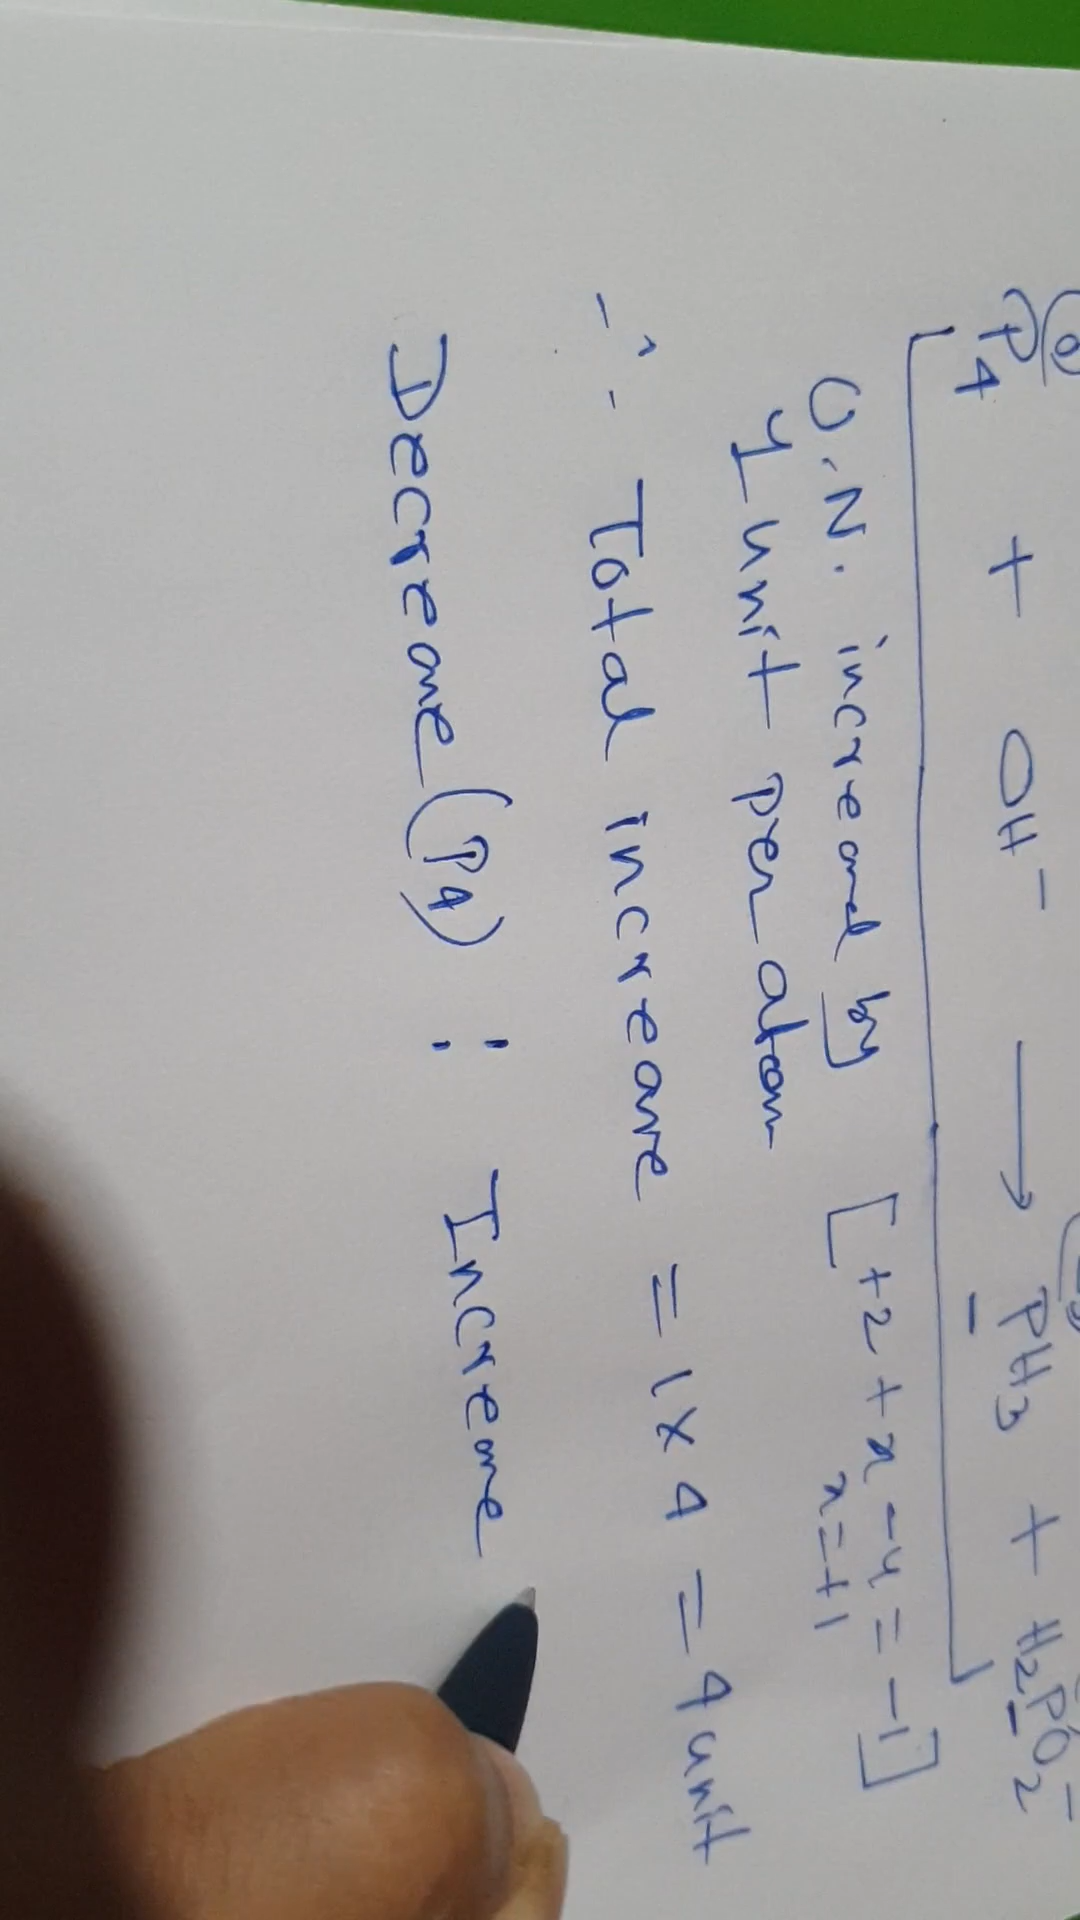 P4 + OH⁻ ⟶ PH3 + H2PO2⁻
O.N. increased by [+2 + x - 4 = -1]
1 unit per atom x = +1
∴ Total increase = 1 × 4 = 4 unit
Decrease (P4) : Increase